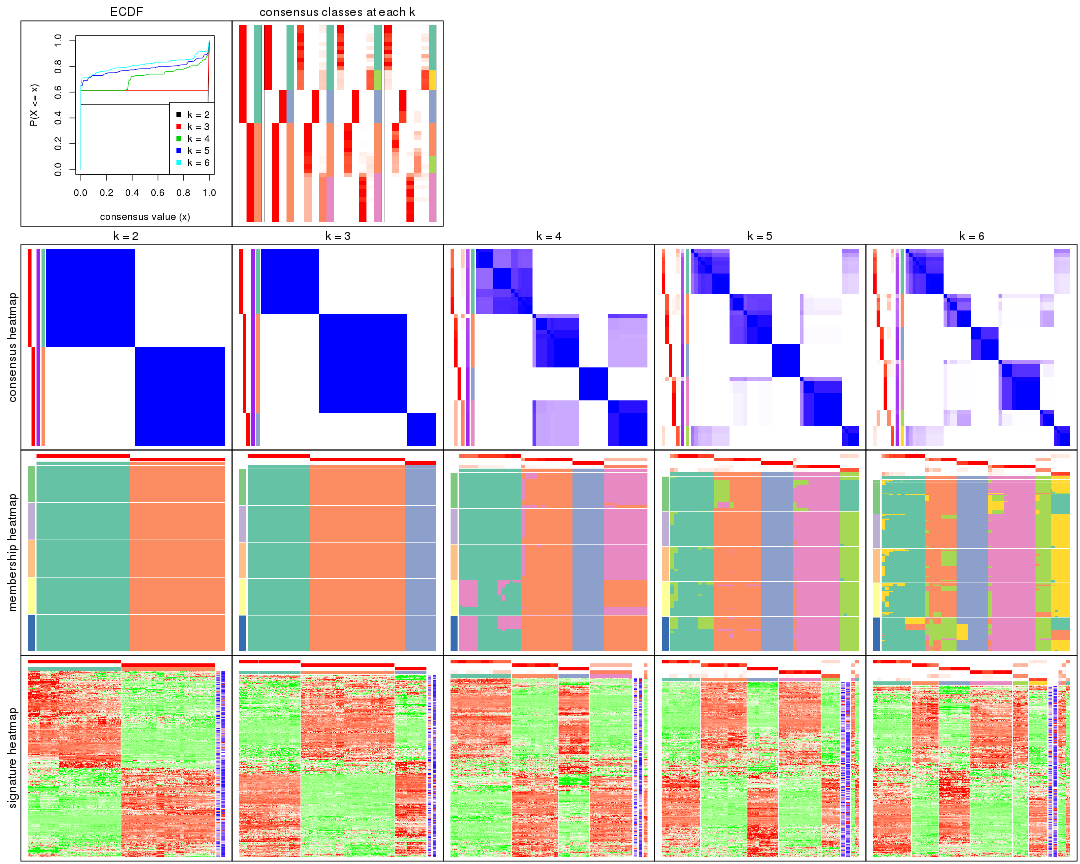 ECDF
consensus classes at each k
P(X <= x)
0.0
0.2
0.4
0.6
0.8
1.0
k = 2
k = 3
k = 4
k = 5
k = 6
0.0 0.2 0.4 0.6 0.8 1.0
consensus value (x)
k = 2
k = 3
k = 4
k = 5
k = 6
consensus heatmap
membership heatmap
signature heatmap